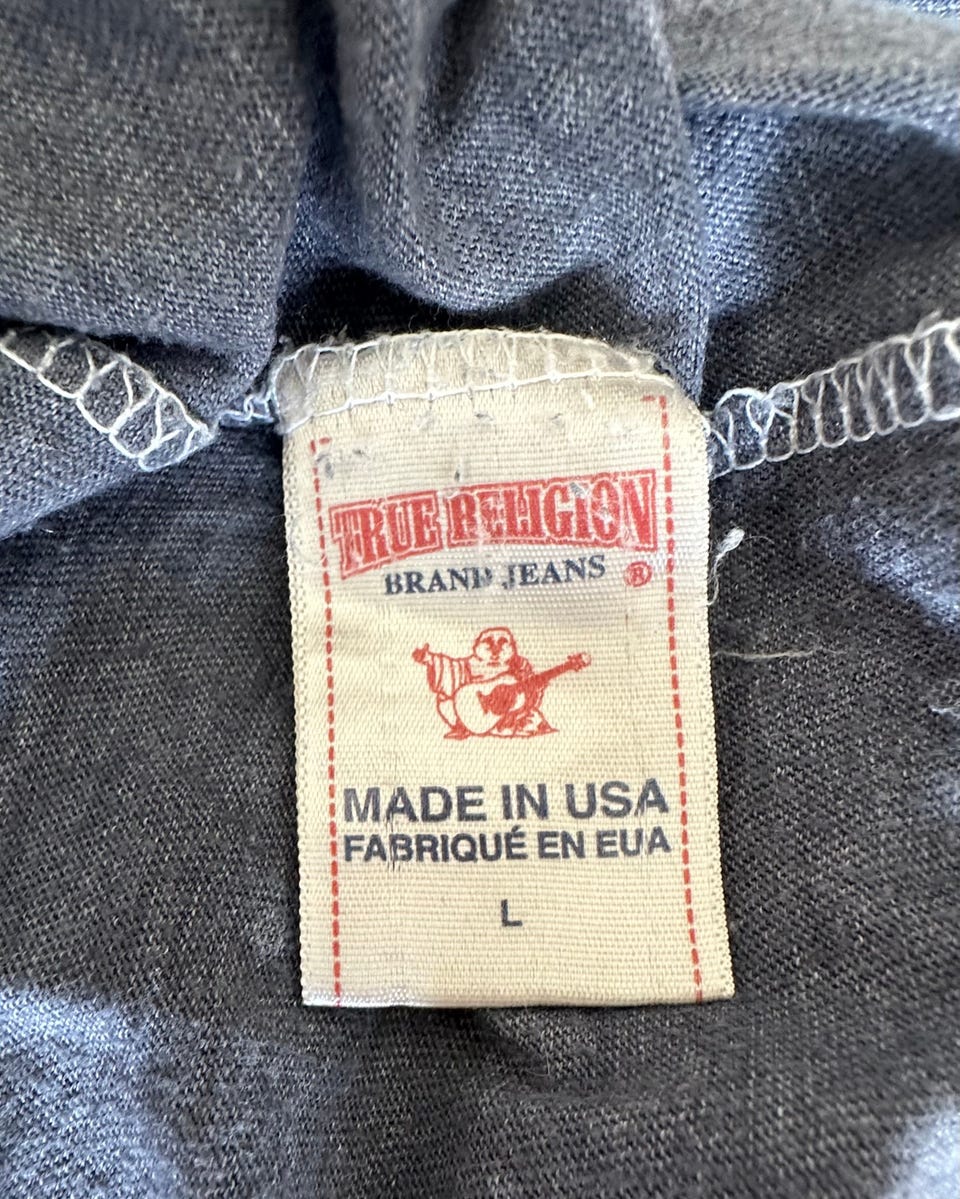 TRUE RELIGION
BRAND JEANS ®
MADE IN USA
FABRIQUÉ EN EUA
L